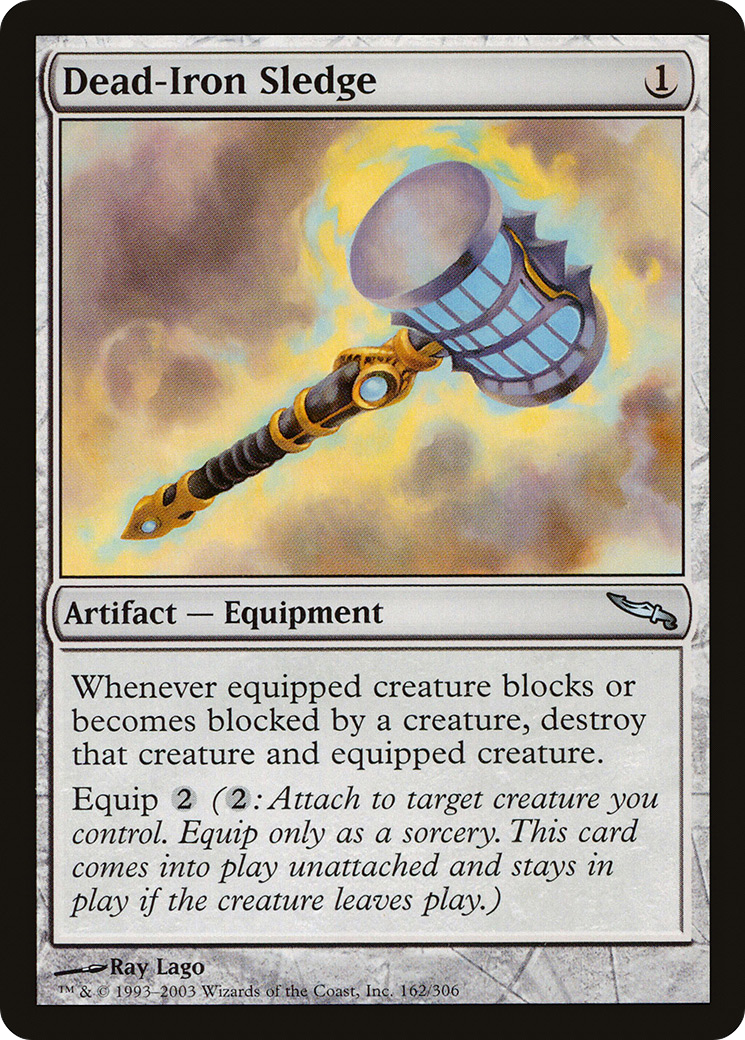 Dead-Iron Sledge
1
Artifact — Equipment
Whenever equipped creature blocks or
becomes blocked by a creature, destroy
that creature and equipped creature.
Equip 2 (2: Attach to target creature you
control. Equip only as a sorcery. This card
comes into play unattached and stays in
play if the creature leaves play.)
Ray Lago
™ & © 1993–2003 Wizards of the Coast, Inc. 162/306